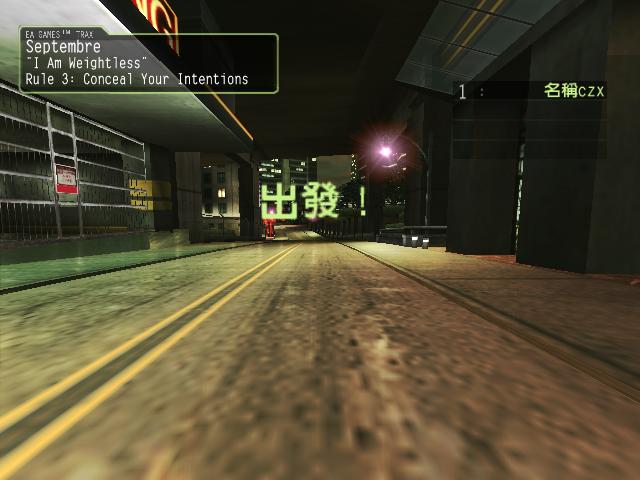 EA GAMES™ TRAX
Septembre
"I Am Weightless"
Rule 3: Conceal Your Intentions
NG
1 : 名稱czx
出發！